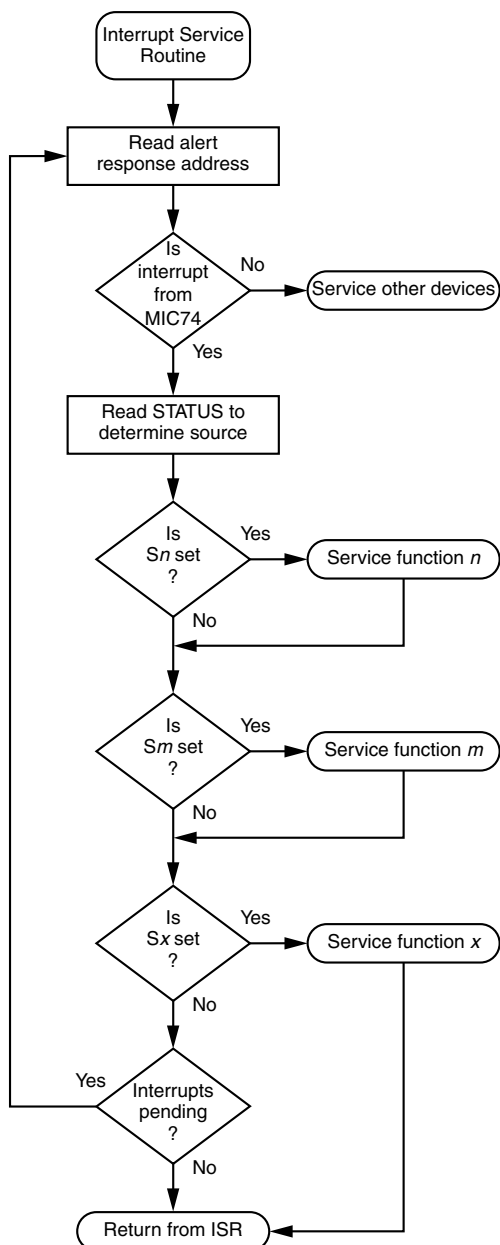 Interrupt Service
Routine
Read alert
response address
Is
interrupt
from
MIC74
No
Service other devices
Yes
Read STATUS to
determine source
Is
Sn set
?
Yes
Service function n
No
Is
Sm set
?
Yes
Service function m
No
Is
Sx set
?
Yes
Service function x
No
Yes
Interrupts
pending
?
No
Return from ISR